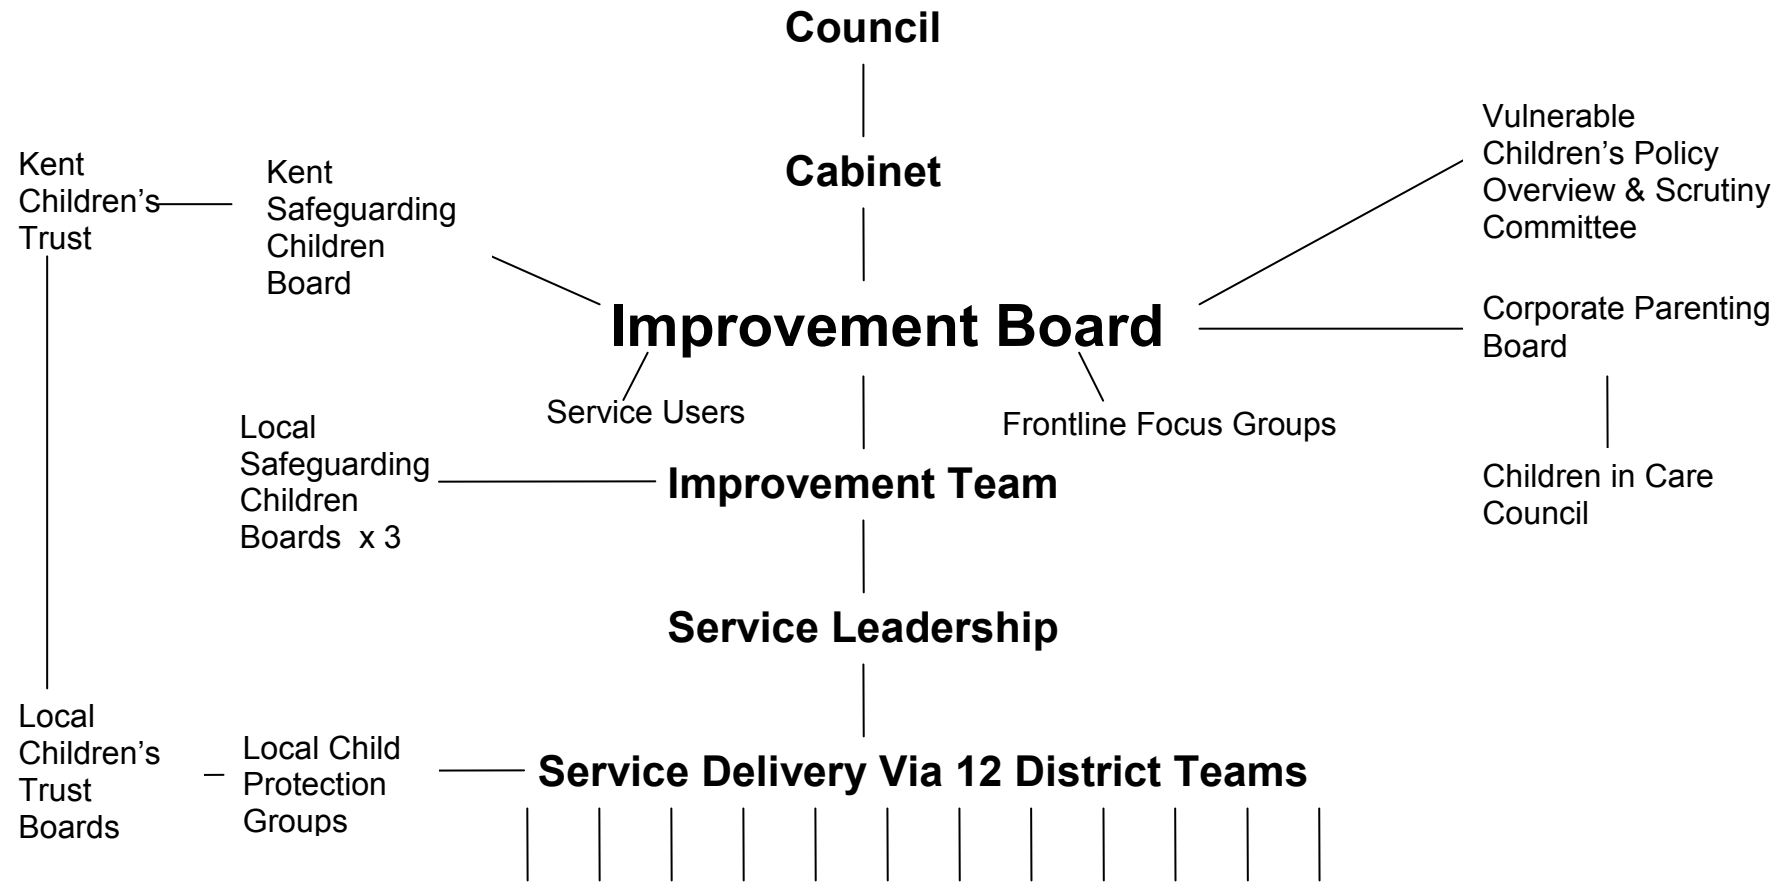 Council
Cabinet
Kent
Children's
Trust
Kent
Safeguarding
Children
Board
Vulnerable
Children's Policy
Overview & Scrutiny
Committee
Improvement Board
Corporate Parenting
Board
Service Users
Frontline Focus Groups
Local
Safeguarding
Children
Boards x 3
Improvement Team
Children in Care
Council
Service Leadership
Local
Children's
Trust
Boards
Local Child
Protection
Groups
Service Delivery Via 12 District Teams